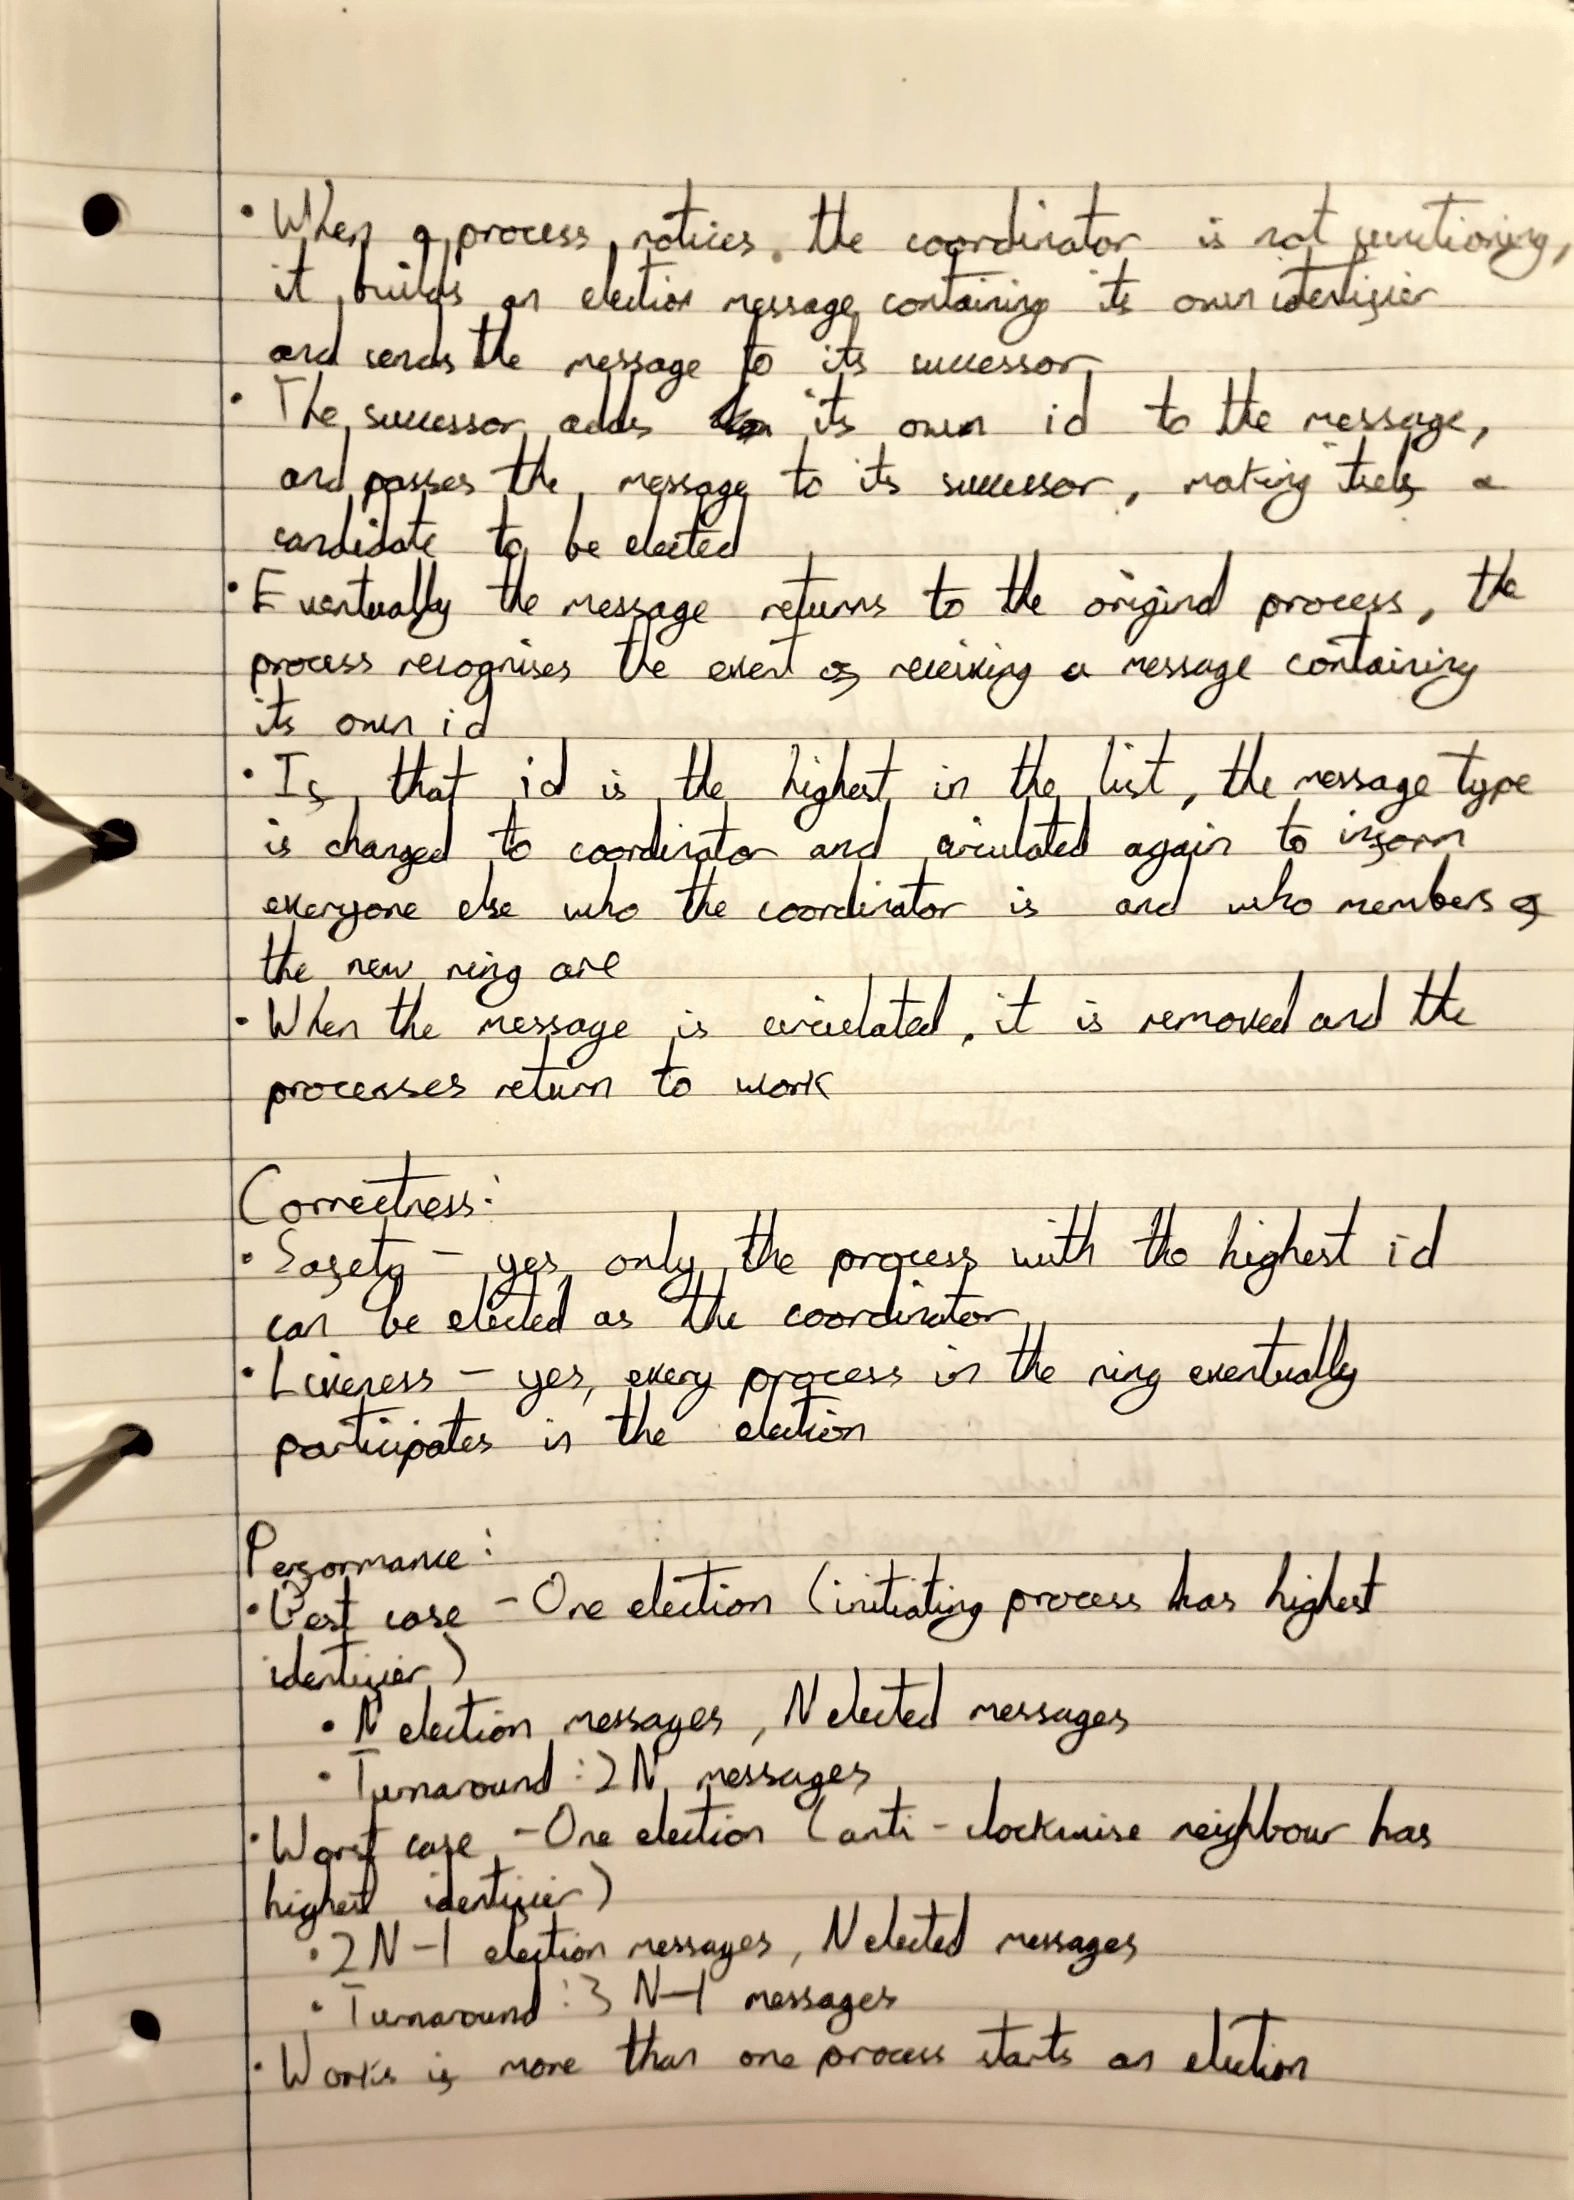 • When a process notices the coordinator is not functioning,
it builds an election message containing its own identifier
and sends the message to its successor
• The successor adds its own id to the message,
and passes the message to its successor, making itself a
candidate to be elected
• Eventually the message returns to the original process, the
process recognises the event of receiving a message containing
its own id
• If that id is the highest in the list, the message type
is changed to coordinator and circulated again to inform
everyone else who the coordinator is and who members of
the new ring are
• When the message is circulated, it is removed and the
processes return to work
Correctness:
• Safety - yes, only the process with the highest id
can be elected as the coordinator
• Liveness - yes, every process in the ring eventually
participates in the election
Performance:
• Best case - One election (initiating process has highest
identifier)
• N election messages, N elected messages
• Turnaround: 2N messages
• Worst case - One election (anti-clockwise neighbour has
highest identifier)
• 2N-1 election messages, N elected messages
• Turnaround: 3N-1 messages
• Works if more than one process starts an election